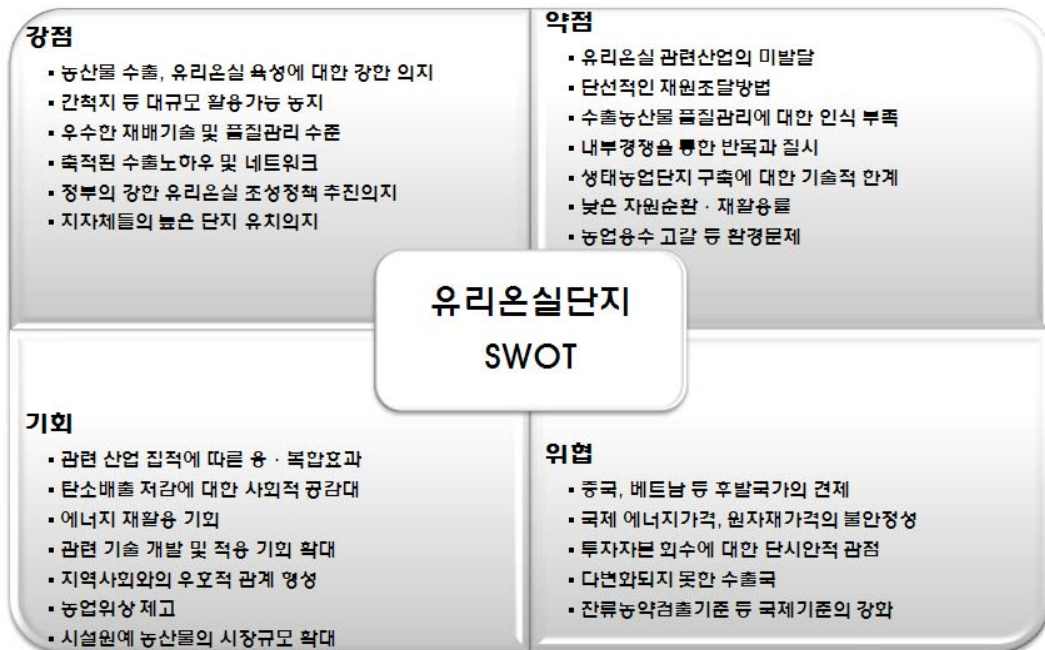 강점
▪ 농산물 수출, 유리온실 육성에 대한 강한 의지
▪ 간척지 등 대규모 활용가능 농지
▪ 우수한 재배기술 및 품질관리 수준
▪ 축적된 수출노하우 및 네트워크
▪ 정부의 강한 유리온실 조성정책 추진의지
▪ 지자체들의 높은 단지 유치의지
약점
▪ 유리온실 관련산업의 미발달
▪ 단선적인 재원조달방법
▪ 수출농산물 품질관리에 대한 인식 부족
▪ 내부경쟁을 통한 반목과 질시
▪ 생태농업단지 구축에 대한 기술적 한계
▪ 낮은 자원순환 · 재활용률
▪ 농업용수 고갈 등 환경문제
유리온실단지
SWOT
기회
▪ 관련 산업 집적에 따른 융 · 복합효과
▪ 탄소배출 저감에 대한 사회적 공감대
▪ 에너지 재활용 기회
▪ 관련 기술 개발 및 적용 기회 확대
▪ 지역사회와의 우호적 관계 형성
▪ 농업위상 제고
▪ 시설원예 농산물의 시장규모 확대
위협
▪ 중국, 베트남 등 후발국가의 견제
▪ 국제 에너지가격, 원자재가격의 불안정성
▪ 투자자본 회수에 대한 단시안적 관점
▪ 다변화되지 못한 수출국
▪ 잔류농약검출기준 등 국제기준의 강화